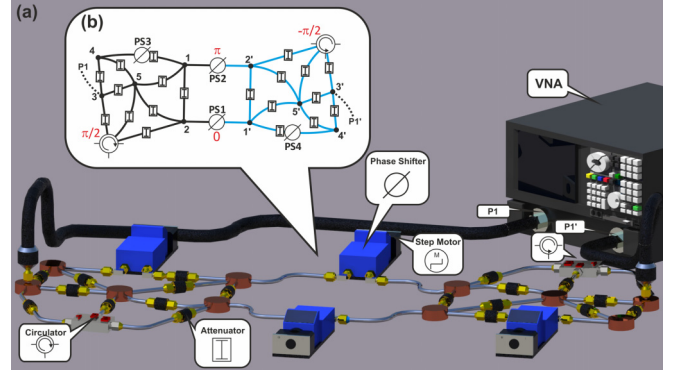 (a)
(b)
PS3
4
1
π
2'
-π/2
P1
5
PS2
3'
3'
5'
PS1
P1'
π/2
2
0
1'
PS4
4'
VNA
Phase Shifter
P1
P1'
Step Motor
M
Circulator
Attenuator